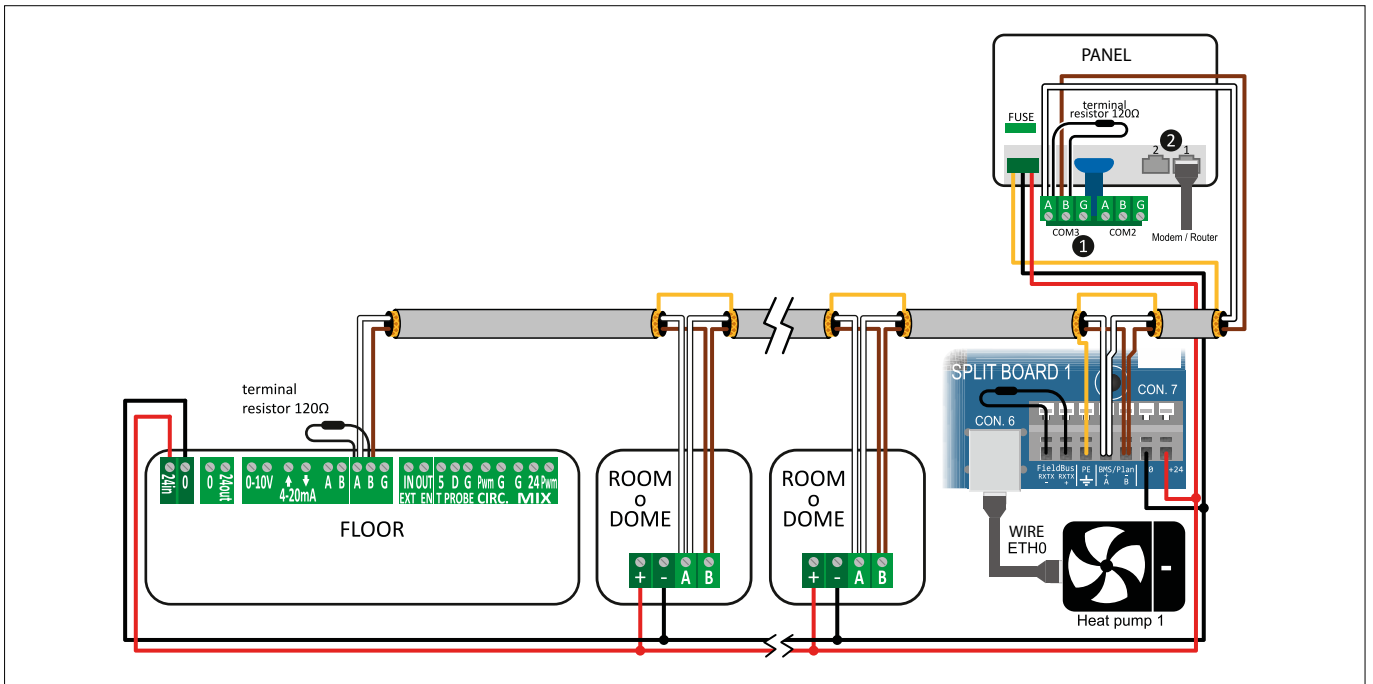 PANEL
FUSE
terminal
resistor 120Ω
2
2 1
A B G A B G
COM3 COM2
1
Modem / Router
SPLIT BOARD 1
CON. 7
CON. 6
FieldBus PE BMS/Plan 0 +24
RXTX RXTX A B
- + A B
WIRE
ETH0
Heat pump 1
terminal
resistor 120Ω
24in 0 0 24out 0-10V 4-20mA A B A B G
IN OUT 5 D G Pwm G G 24 Pwm
EXT EN T PROBE CIRC. MIX
FLOOR
ROOM
o
DOME
+ - A B
ROOM
o
DOME
+ - A B